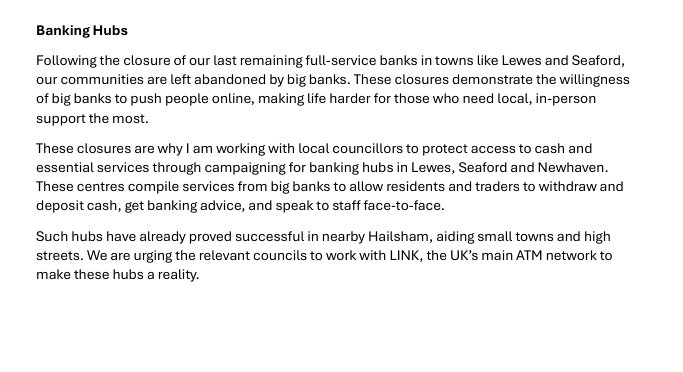 Banking Hubs
Following the closure of our last remaining full-service banks in towns like Lewes and Seaford,
our communities are left abandoned by big banks. These closures demonstrate the willingness
of big banks to push people online, making life harder for those who need local, in-person
support the most.
These closures are why I am working with local councillors to protect access to cash and
essential services through campaigning for banking hubs in Lewes, Seaford and Newhaven.
These centres compile services from big banks to allow residents and traders to withdraw and
deposit cash, get banking advice, and speak to staff face-to-face.
Such hubs have already proved successful in nearby Hailsham, aiding small towns and high
streets. We are urging the relevant councils to work with LINK, the UK’s main ATM network to
make these hubs a reality.